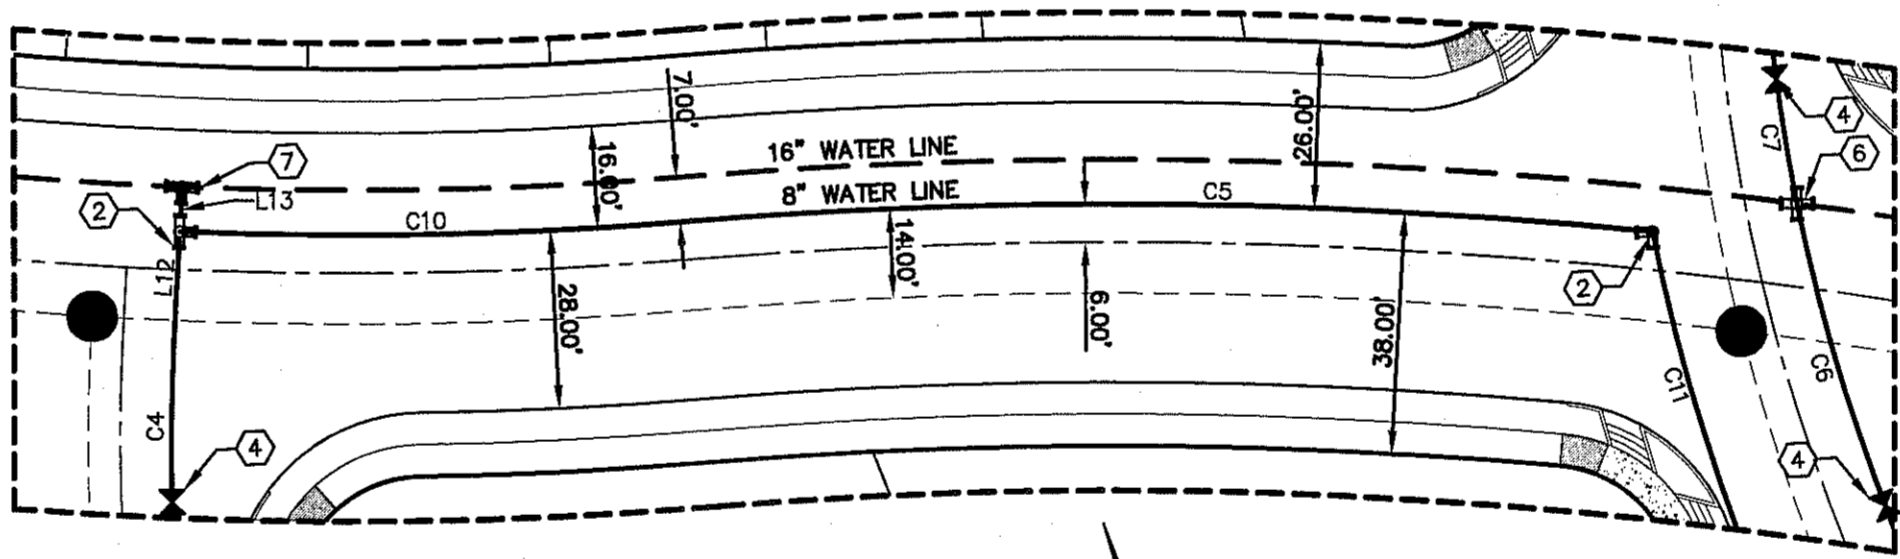 7.00'
26.00'
4
C7
16" WATER LINE
7
16.00'
6
L13
8" WATER LINE
C5
2
C10
14.00'
L12
2
28.00'
6.00'
38.00'
C6
C11
C4
4
4